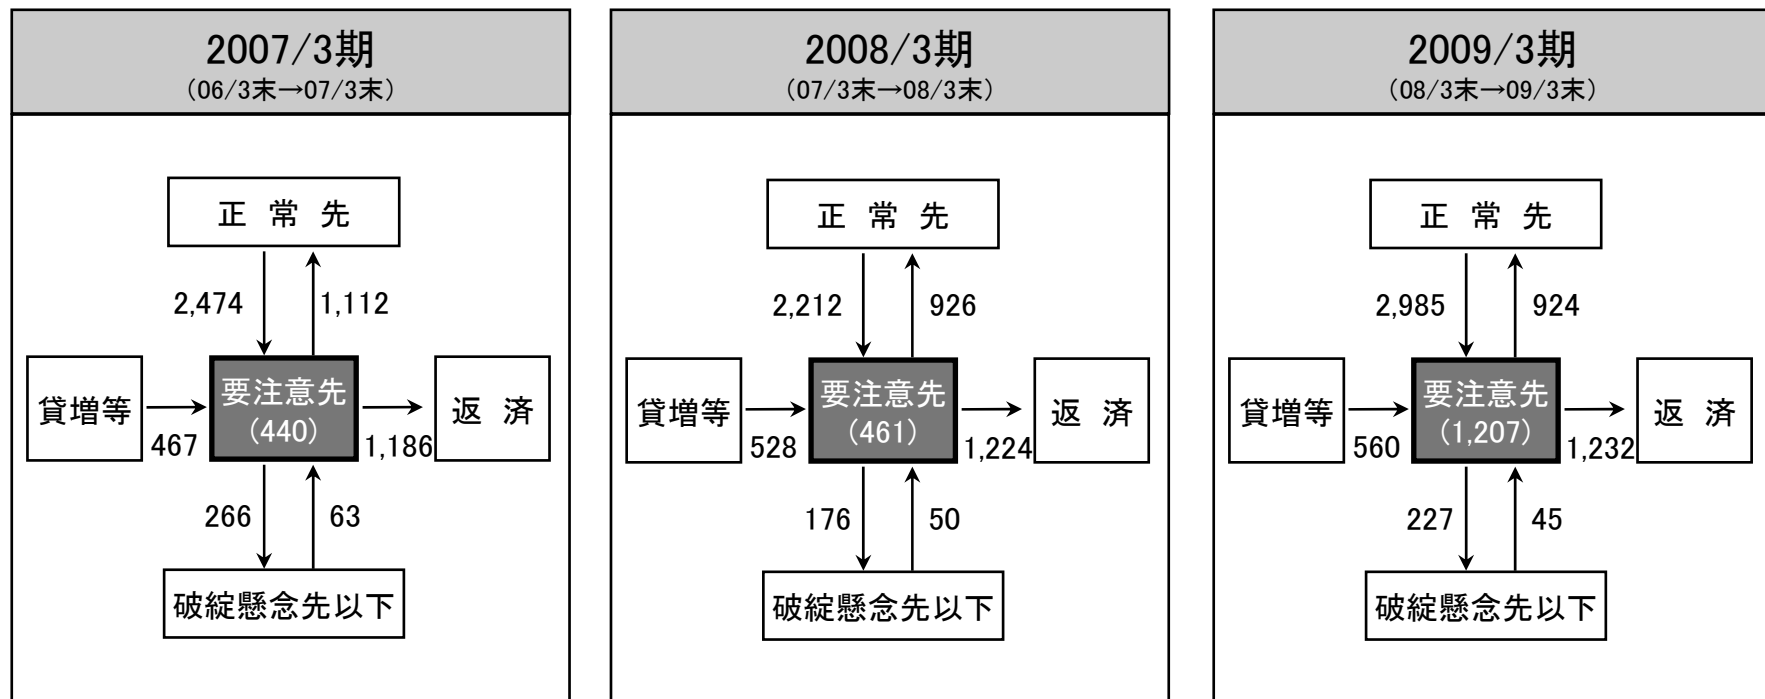 2007/3期
（06/3末→07/3末）
正 常 先
2,474
1,112
貸増等
467
要注意先
（440）
1,186
返 済
266
63
破綻懸念先以下
2008/3期
（07/3末→08/3末）
正 常 先
2,212
926
貸増等
528
要注意先
（461）
1,224
返 済
176
50
破綻懸念先以下
2009/3期
（08/3末→09/3末）
正 常 先
2,985
924
貸増等
560
要注意先
（1,207）
1,232
返 済
227
45
破綻懸念先以下